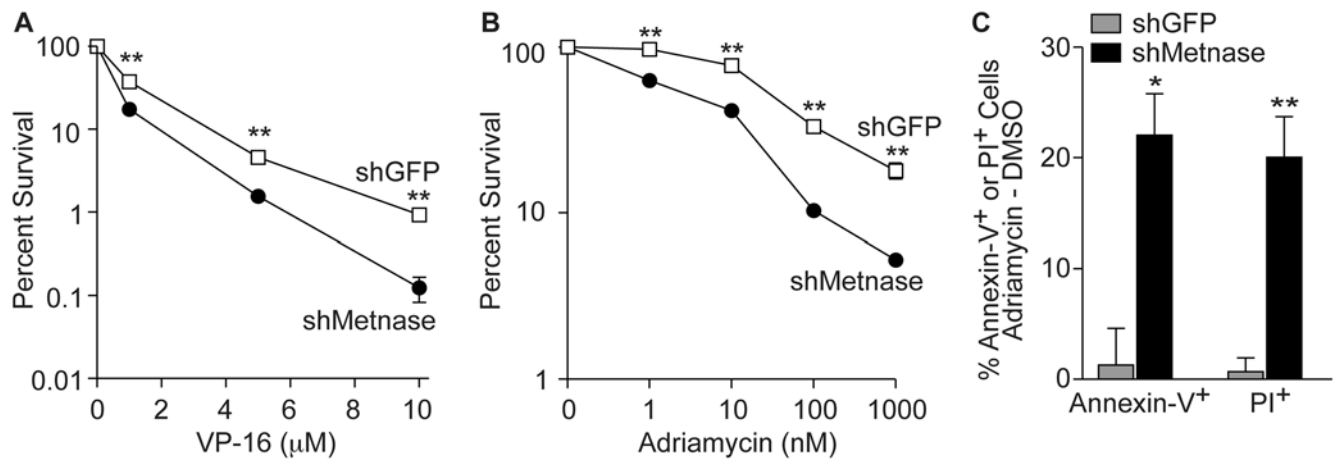 A
Percent Survival
100
10
1
0.1
0.01
**
**
shGFP
**
shMetnase
0 2 4 6 8 10
VP-16 (μM)
B
Percent Survival
100
10
1
**
**
**
shGFP
**
shMetnase
0 1 10 100 1000
Adriamycin (nM)
C
shGFP
shMetnase
% Annexin-V+ or PI+ Cells
Adriamycin - DMSO
30
20
10
0
*
**
Annexin-V+ PI+